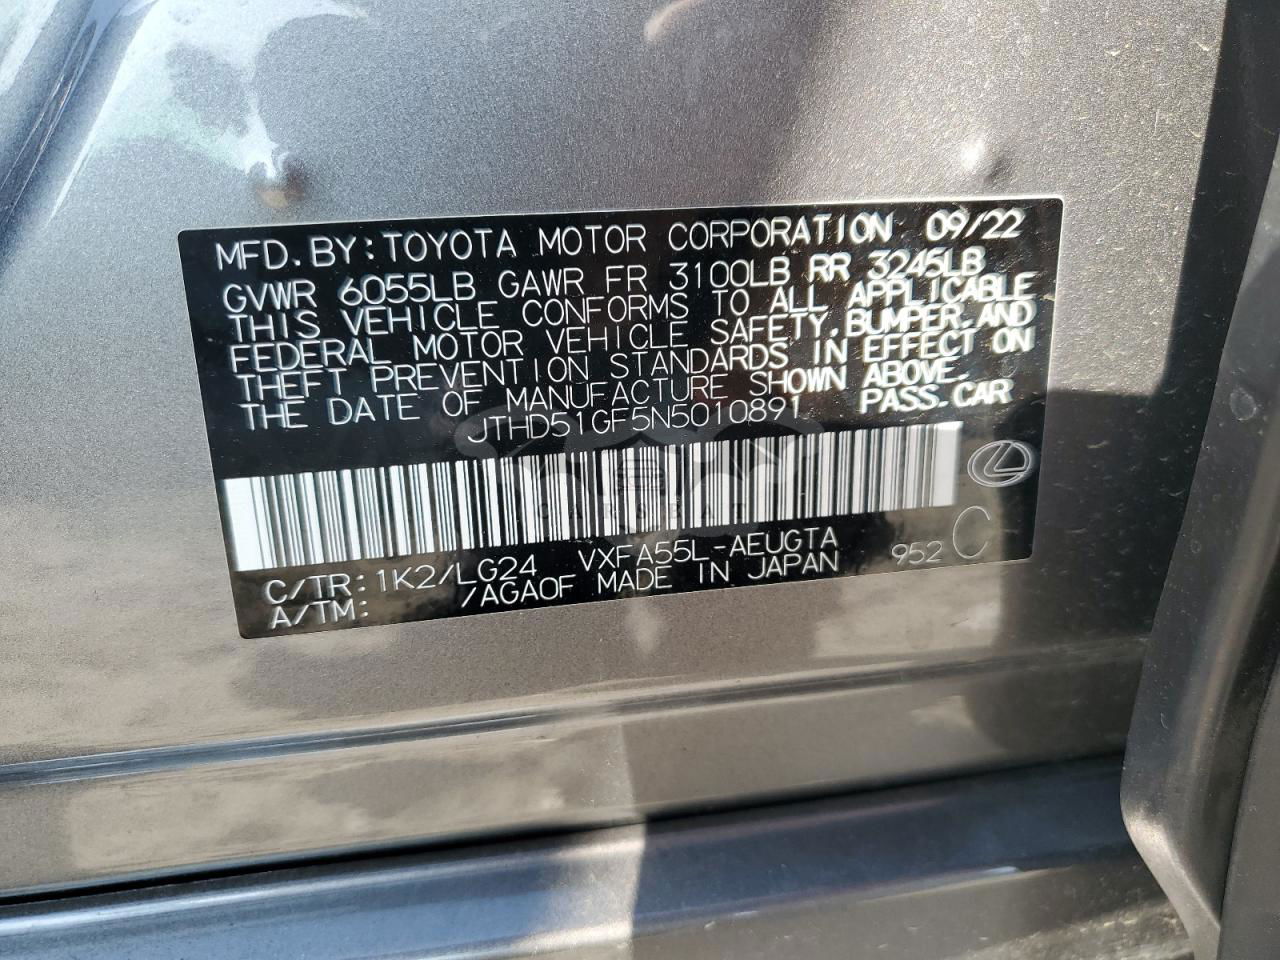 MFD. BY: TOYOTA MOTOR CORPORATION 09/22
GVWR 6055LB GAWR FR 3100LB RR 3245LB
THIS VEHICLE CONFORMS TO ALL APPLICABLE
FEDERAL MOTOR VEHICLE SAFETY, BUMPER, AND
THEFT PREVENTION STANDARDS IN EFFECT ON
THE DATE OF MANUFACTURE SHOWN ABOVE.
JTHD51GF5N5010891 PASS. CAR
CARSBAT
C/TR: 1K2/LG24 VXFA55L-AEUGTA 952 C
A/TM: /AGAOF MADE IN JAPAN